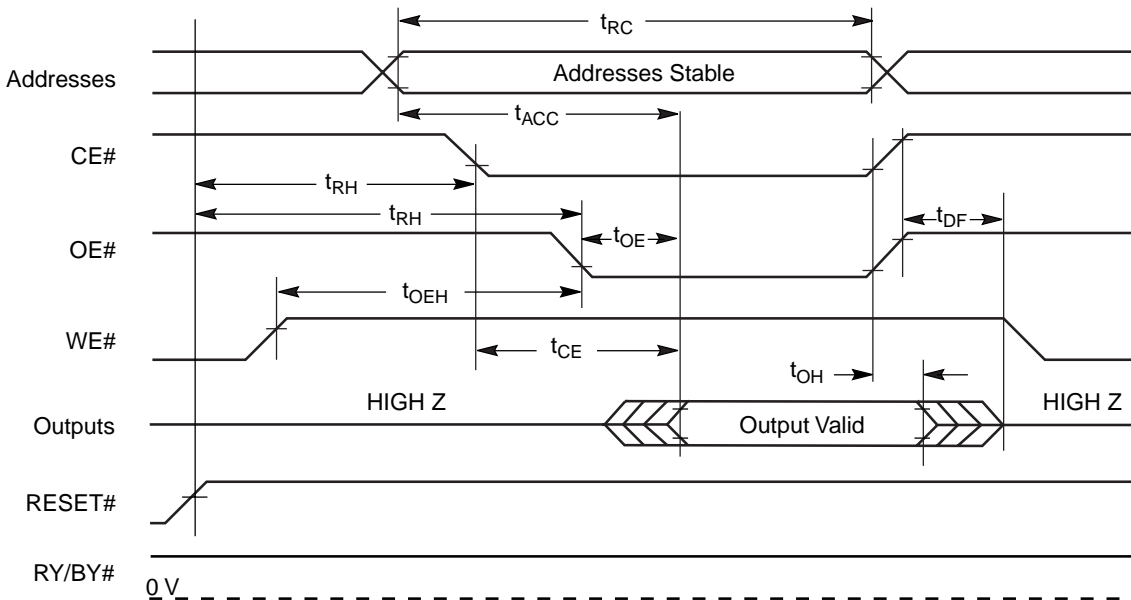 tRC
Addresses
Addresses Stable
tACC
CE#
tRH
tRH
tDF
OE#
tOE
tOEH
WE#
tCE
tOH
HIGH Z
HIGH Z
Outputs
Output Valid
RESET#
RY/BY#
0 V